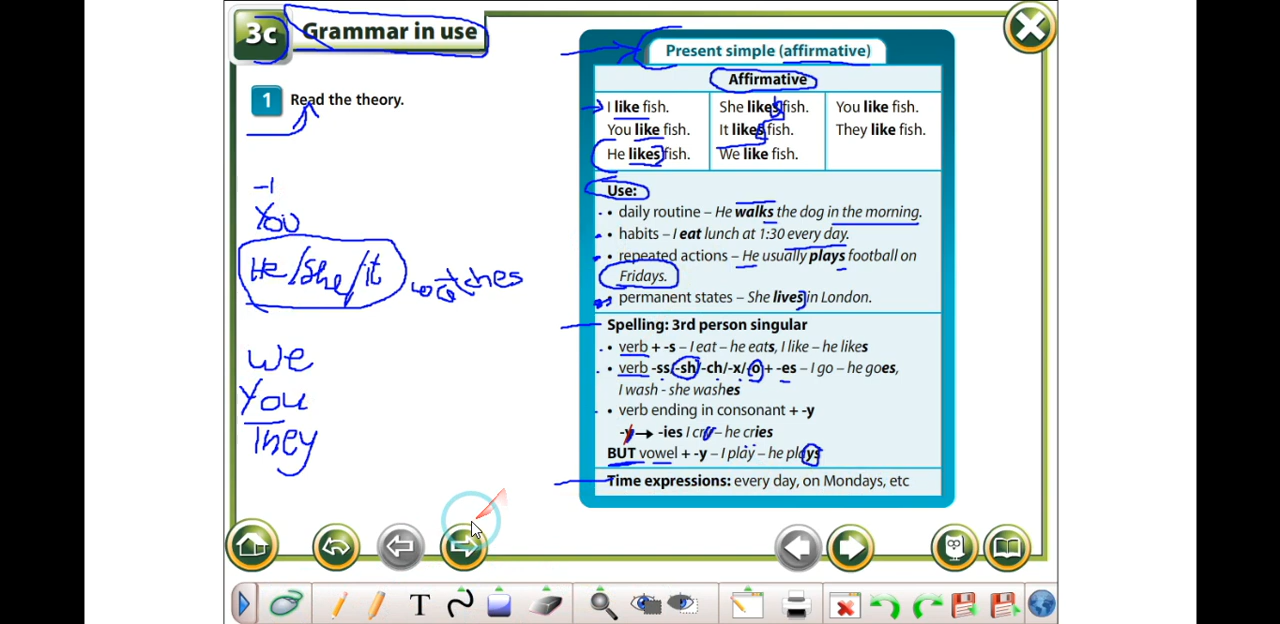 3c Grammar in use
1 Read the theory.
-1
You
He/She/it watches
We
You
They
Present simple (affirmative)
Affirmative
I like fish. She likes fish. You like fish.
You like fish. It likes fish. They like fish.
He likes fish. We like fish.
Use:
• daily routine – He walks the dog in the morning.
• habits – I eat lunch at 1:30 every day.
• repeated actions – He usually plays football on
Fridays.
• permanent states – She lives in London.
Spelling: 3rd person singular
• verb + -s – I eat – he eats, I like – he likes
• verb -ss/-sh/-ch/-x/-o + -es – I go – he goes,
I wash - she washes
• verb ending in consonant + -y
-y → -ies I cry – he cries
BUT vowel + -y – I play – he plays
Time expressions: every day, on Mondays, etc
T